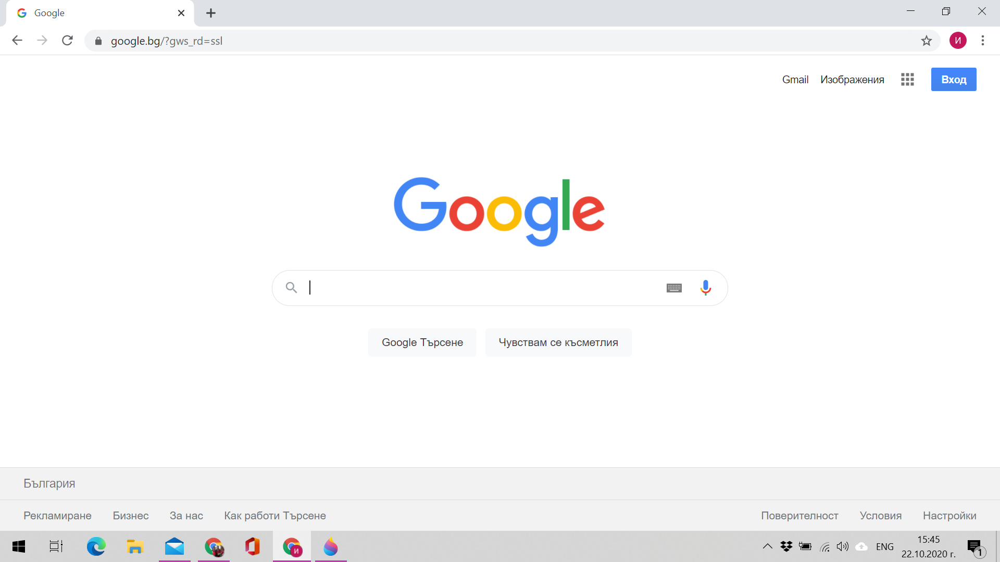 Google
google.bg/?gws_rd=ssl
И
Gmail Изображения Вход
Google
Google Търсене Чувствам се късметлия
България
Рекламиране Бизнес За нас Как работи Търсене Поверителност Условия Настройки
И
ENG
15:45
22.10.2020 г.
1